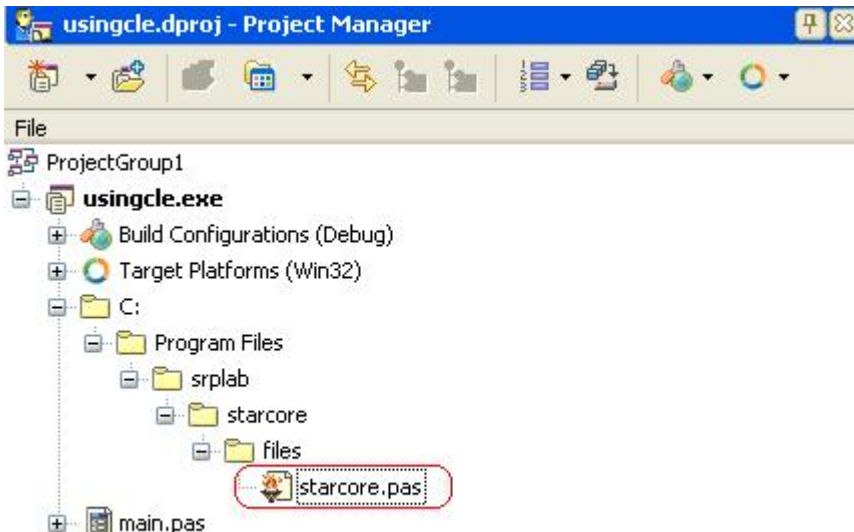 usingcle.dproj - Project Manager
File
ProjectGroup1
usingcle.exe
Build Configurations (Debug)
Target Platforms (Win32)
C:
Program Files
srplab
starcore
files
starcore.pas
main.pas